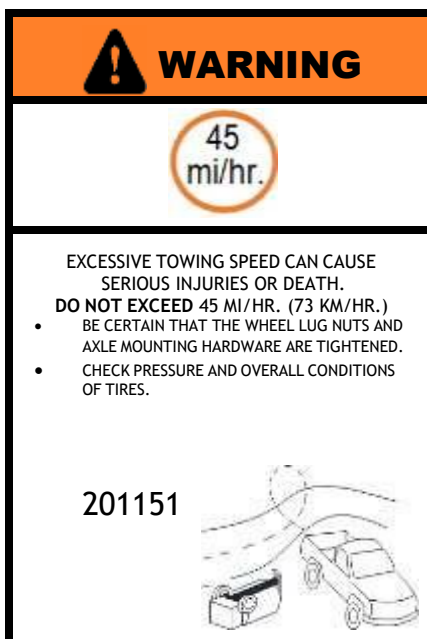 WARNING
45
mi/hr.
EXCESSIVE TOWING SPEED CAN CAUSE
SERIOUS INJURIES OR DEATH.
DO NOT EXCEED 45 MI/HR. (73 KM/HR.)
• BE CERTAIN THAT THE WHEEL LUG NUTS AND
AXLE MOUNTING HARDWARE ARE TIGHTENED.
• CHECK PRESSURE AND OVERALL CONDITIONS
OF TIRES.
201151